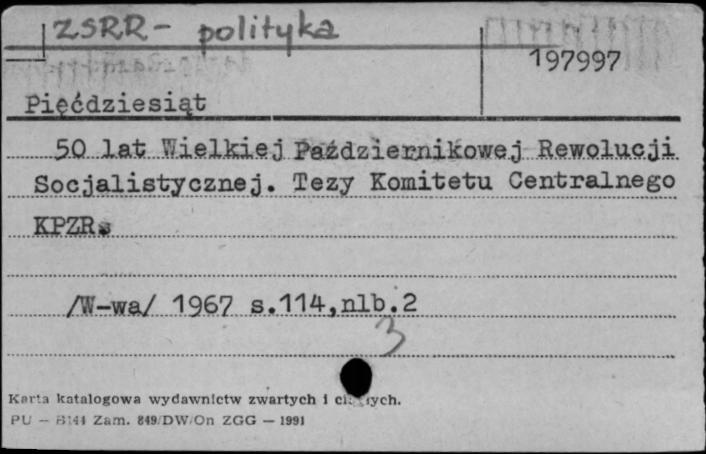 ZSRR - polityka
197997
Pięćdziesiąt
50 lat Wielkiej Październikowej Rewolucji
Socjalistycznej. Tezy Komitetu Centralnego
KPZR.
/W-wa/ 1967 s.114,nlb.2
3
Karta katalogowa wydawnictw zwartych i
PU — B144 Zam. 849/DW/On ZGG — 1991